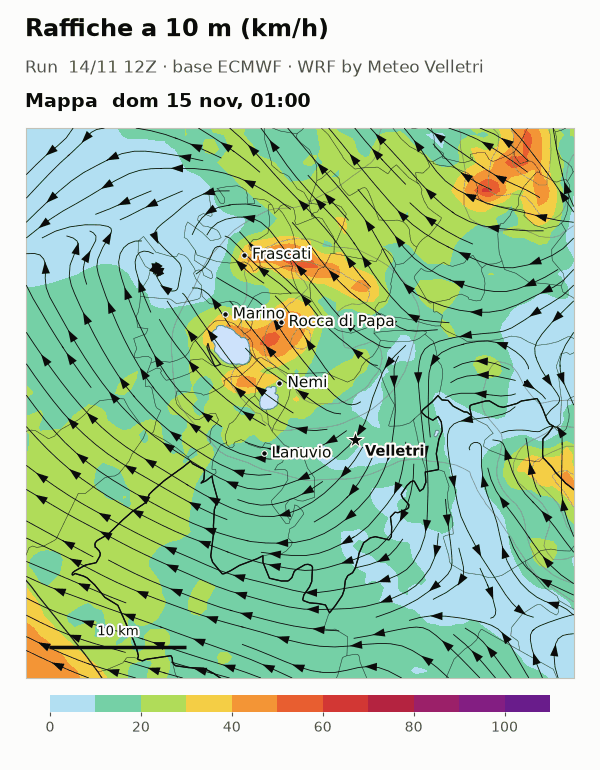 Raffiche a 10 m (km/h)
Run 14/11 12Z · base ECMWF · WRF by Meteo Velletri
Mappa dom 15 nov, 01:00
Frascati
Marino
Rocca di Papa
Nemi
Velletri
Lanuvio
10 km
0 20 40 60 80 100